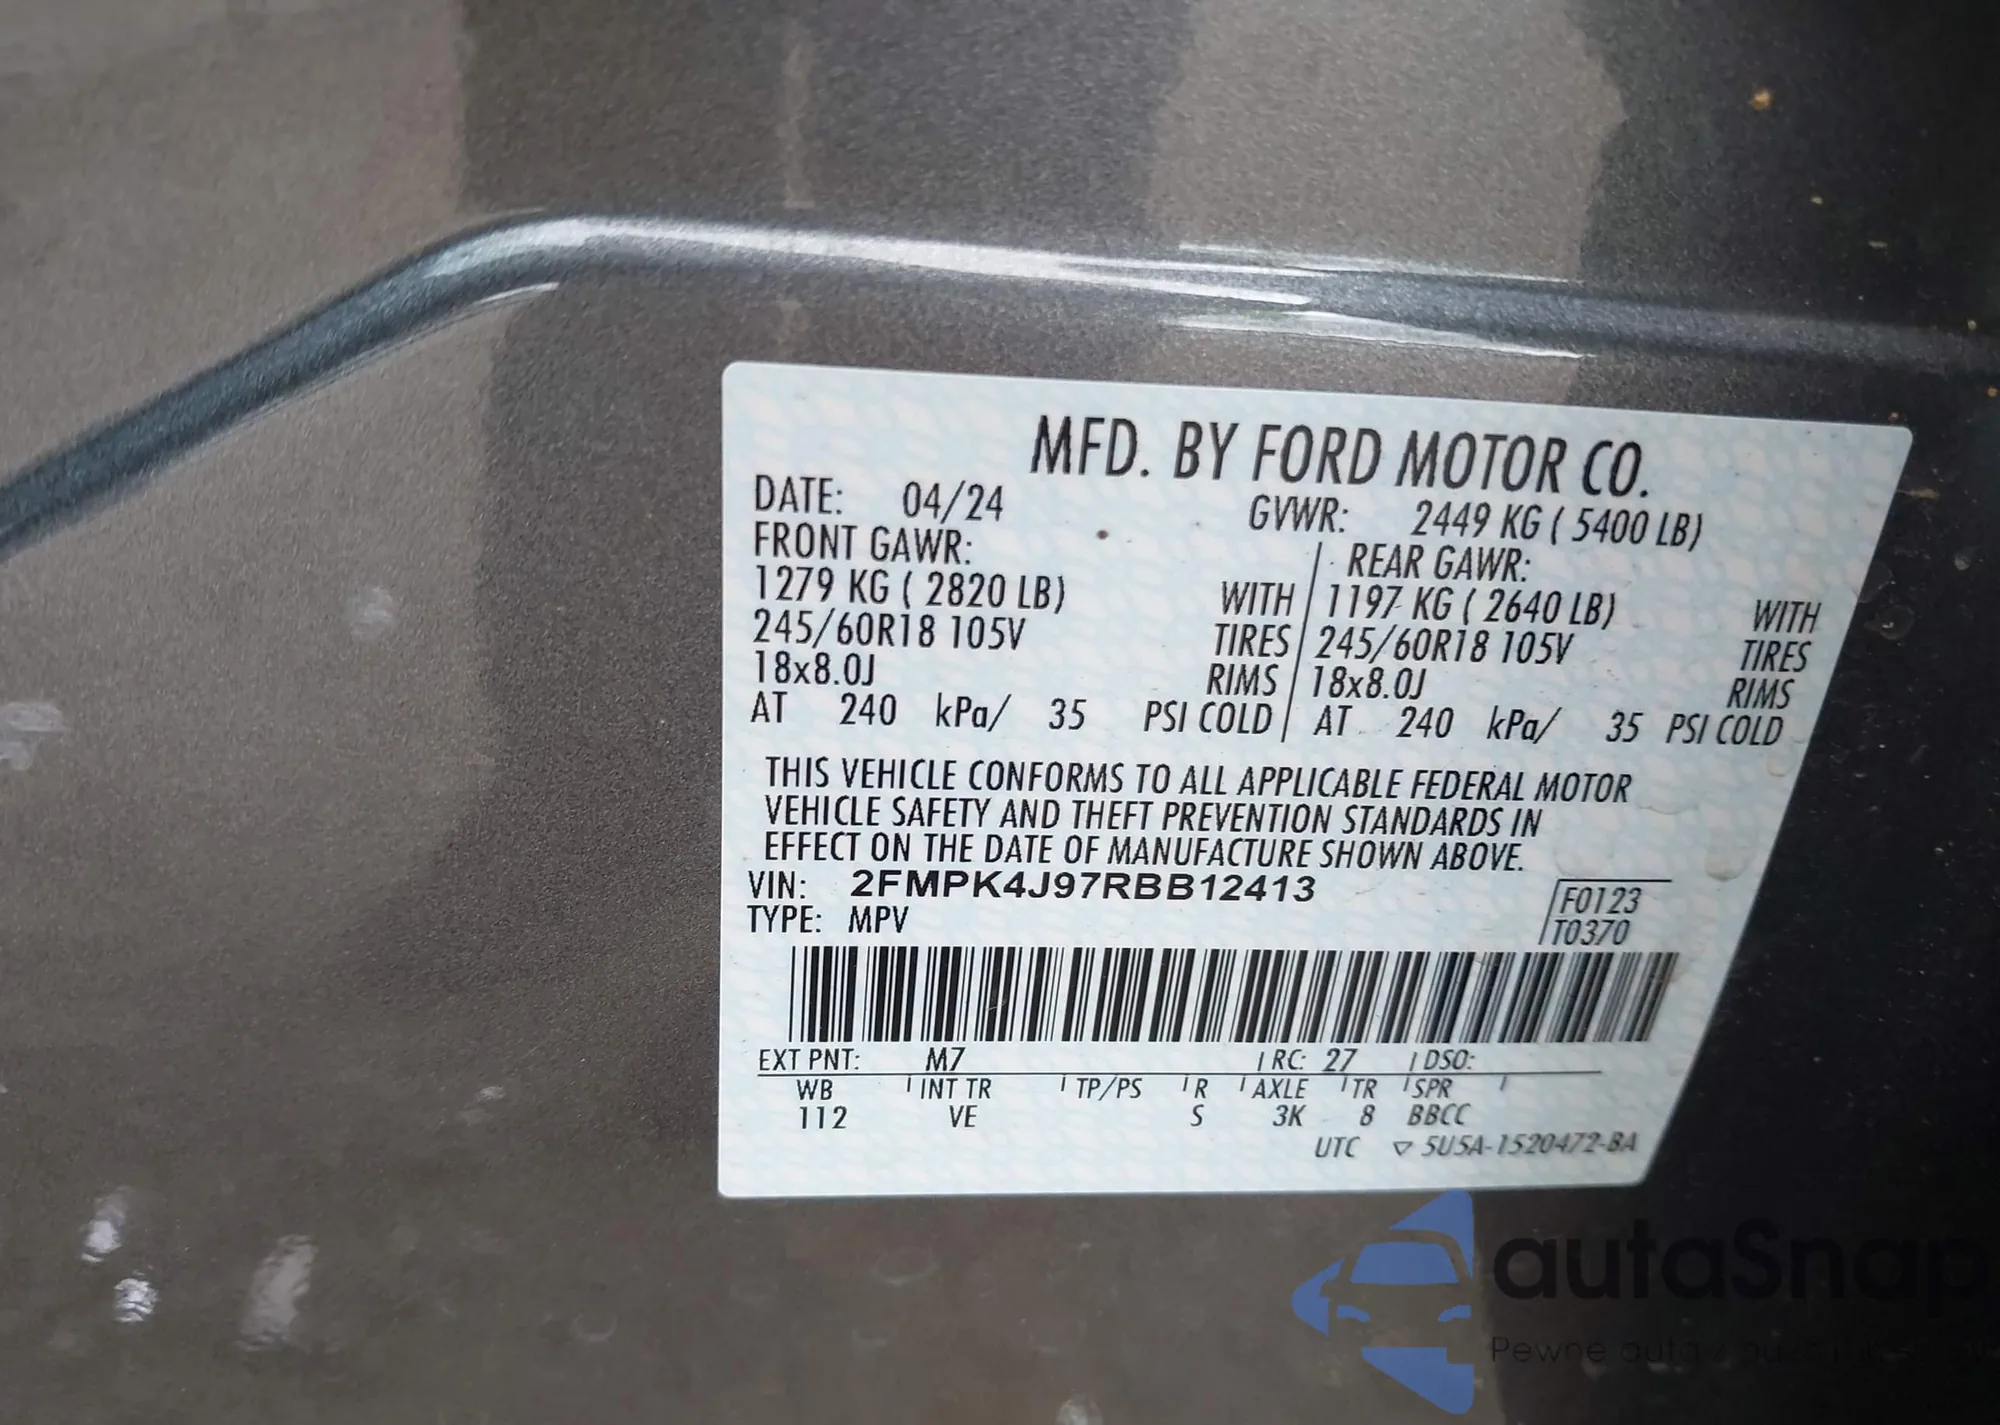 MFD. BY FORD MOTOR CO.
DATE: 04/24 GVWR: 2449 KG ( 5400 LB)
FRONT GAWR: REAR GAWR:
1279 KG ( 2820 LB) WITH 1197 KG ( 2640 LB) WITH
245/60R18 105V TIRES 245/60R18 105V TIRES
18x8.0J RIMS 18x8.0J RIMS
AT 240 kPa/ 35 PSI COLD AT 240 kPa/ 35 PSI COLD
THIS VEHICLE CONFORMS TO ALL APPLICABLE FEDERAL MOTOR
VEHICLE SAFETY AND THEFT PREVENTION STANDARDS IN
EFFECT ON THE DATE OF MANUFACTURE SHOWN ABOVE.
VIN: 2FMPK4J97RBB12413
F0123
TYPE: MPV
T0370
EXT PNT: M7 RC: 27 DSO:
WB INT TR TP/PS R AXLE TR SPR
112 VE S 3K 8 BBCC
UTC 5U5A-1520472-BA
autaSnap
Pewne auta z